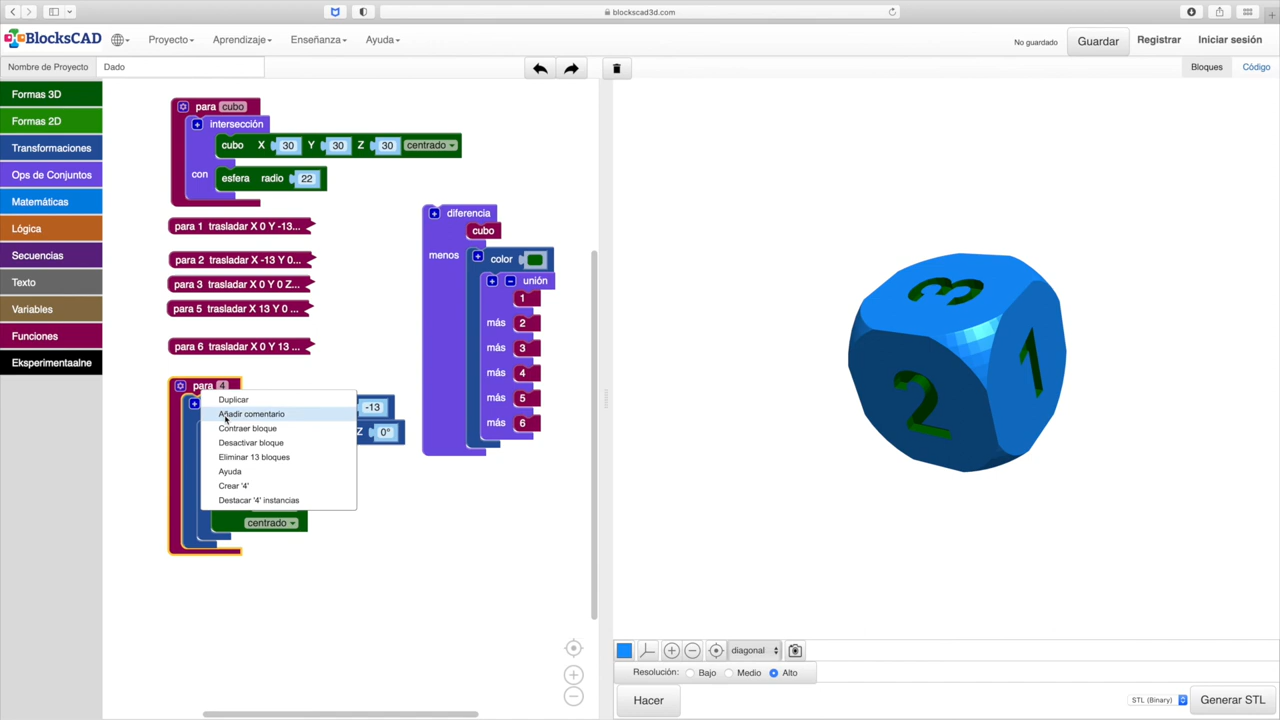 blockscad3d.com
BlocksCAD
Proyecto
Aprendizaje
Enseñanza
Ayuda
No guardado
Guardar
Registrar
Iniciar sesión
Nombre de Proyecto
Dado
Bloques
Código
Formas 3D
Formas 2D
Transformaciones
Ops de Conjuntos
Matemáticas
Lógica
Secuencias
Texto
Variables
Funciones
Eksperimentaalne
para cubo
intersección
cubo X 30 Y 30 Z 30 centrado
con esfera radio 22
para 1 trasladar X 0 Y -13...
para 2 trasladar X -13 Y 0...
para 3 trasladar X 0 Y 0 Z...
para 5 trasladar X 13 Y 0 ...
para 6 trasladar X 0 Y 13 ...
para 4
-13
Z 0°
centrado
Duplicar
Añadir comentario
Contraer bloque
Desactivar bloque
Eliminar 13 bloques
Ayuda
Crear '4'
Destacar '4' instancias
diferencia
cubo
menos color
unión
1
más 2
más 3
más 4
más 5
más 6
3
2
1
diagonal
Resolución: Bajo Medio Alto
Hacer
STL (Binary)
Generar STL